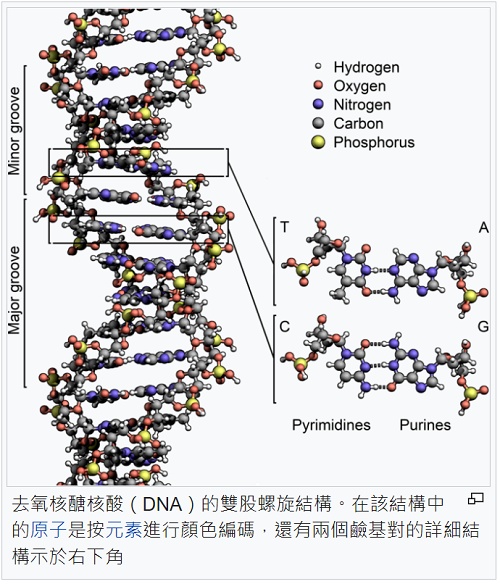 Minor groove
Major groove
Hydrogen
Oxygen
Nitrogen
Carbon
Phosphorus
T
A
C
G
Pyrimidines
Purines
去氧核醣核酸（DNA）的雙股螺旋結構。在該結構中
的原子是按元素進行顏色編碼，還有兩個鹼基對的詳細結
構示於右下角